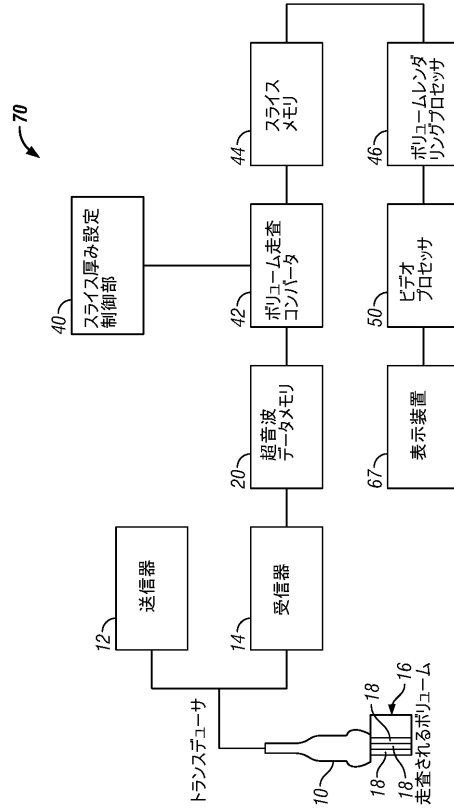 70
40
スライス厚み設定
制御部
12
送信器
14
受信器
20
超音波
データメモリ
42
ボリューム走査
コンバータ
44
スライス
メモリ
トランスデューサ
10
18
16
18
18
走査されるボリューム
67
表示装置
50
ビデオ
プロセッサ
46
ボリュームレンダ
リングプロセッサ